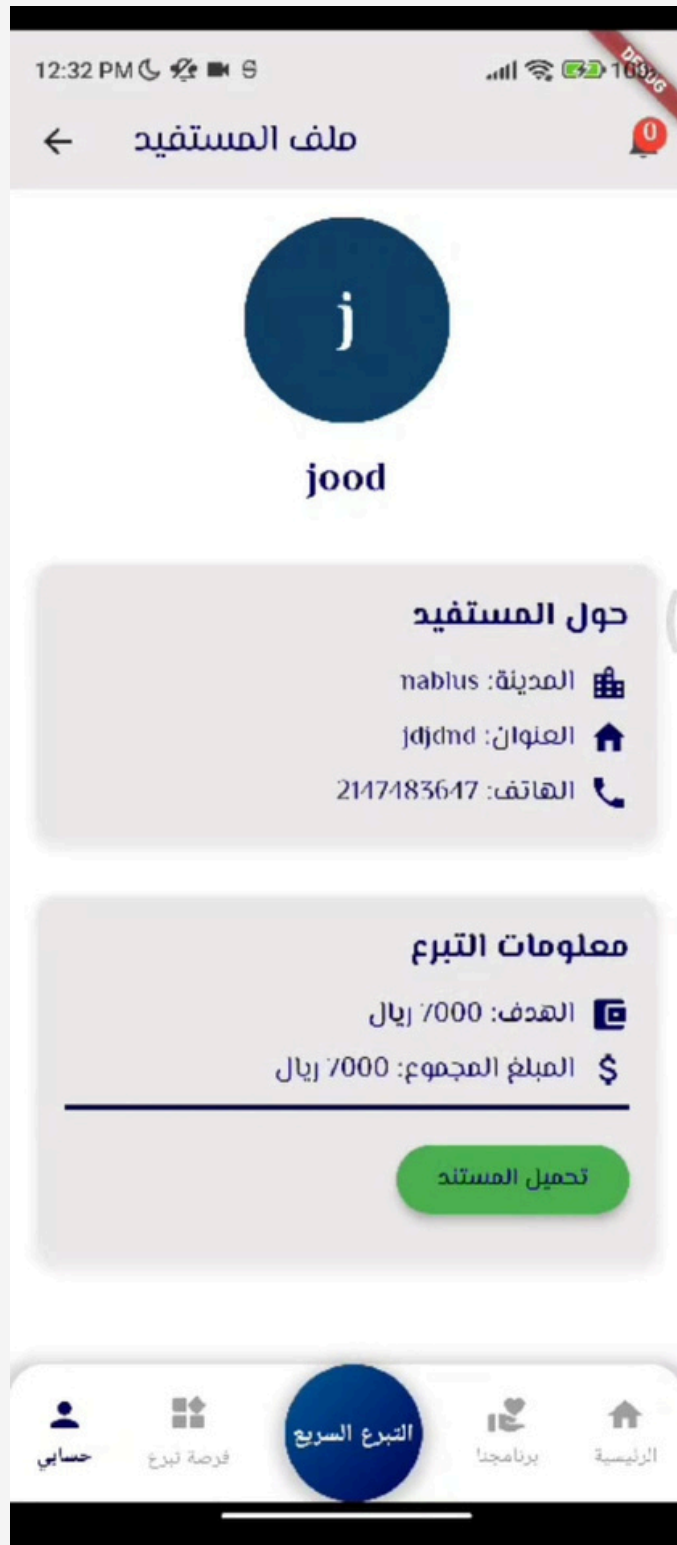 12:32 PM
DEBUG
ملف المستفيد
0
j
jood
حول المستفيد
المدينة: nablus
العنوان: jdjdnd
الهاتف: 2147483647
معلومات التبرع
الهدف: 7000 ريال
المبلغ المجموع: 7000 ريال
تحميل المستند
الرئيسية
برنامجنا
التبرع السريع
فرصة تبرع
حسابي